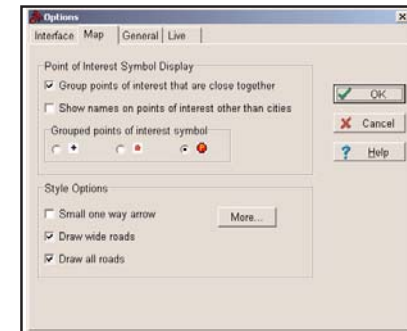 Options
Interface Map General Live
Point of Interest Symbol Display
Group points of interest that are close together
Show names on points of interest other than cities
Grouped points of interest symbol
OK
Cancel
Help
Style Options
Small one way arrow
More...
Draw wide roads
Draw all roads